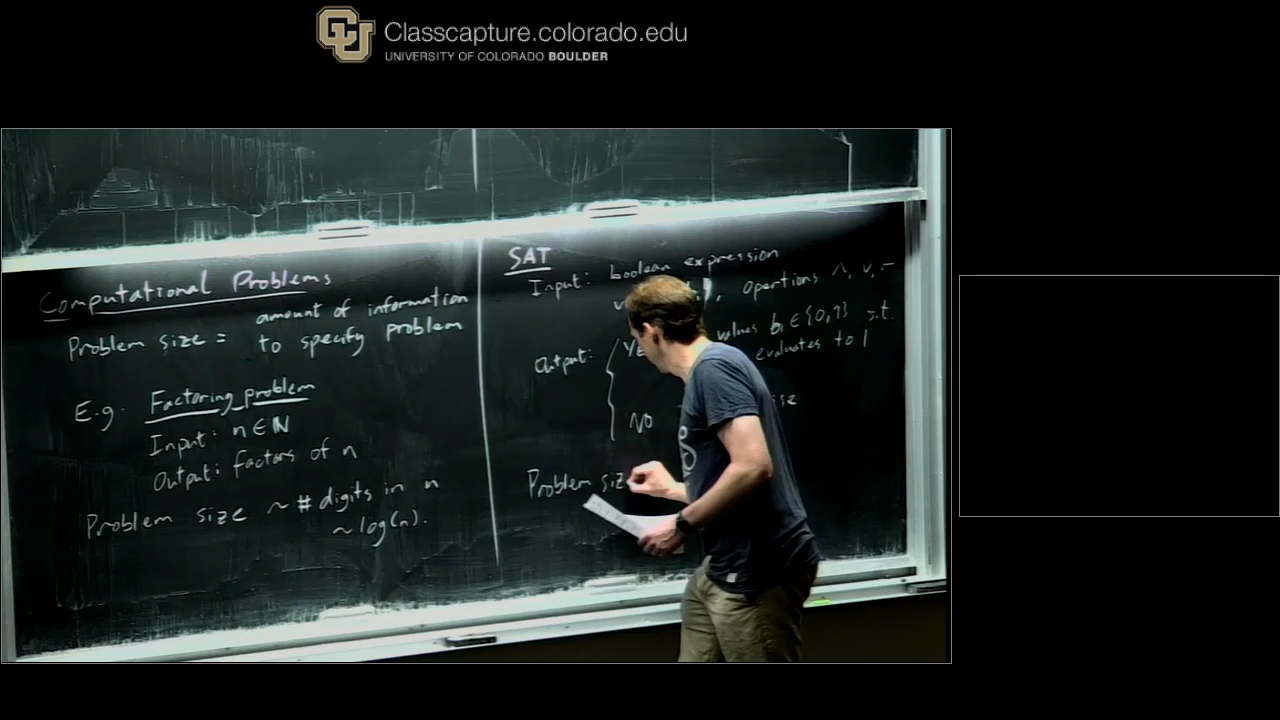 Classcapture.colorado.edu
UNIVERSITY OF COLORADO BOULDER
Computational Problems
Problem size = amount of information
to specify problem
E.g. Factoring problem
Input: n ∈ ℕ
Output: factors of n
Problem size ~ # digits in n
~ log(n).
SAT
Input: boolean expression
, opertions ∧, ∨, ¬
Output: { values bᵢ ∈ {0,1} s.t.
evaluates to 1
NO
Problem